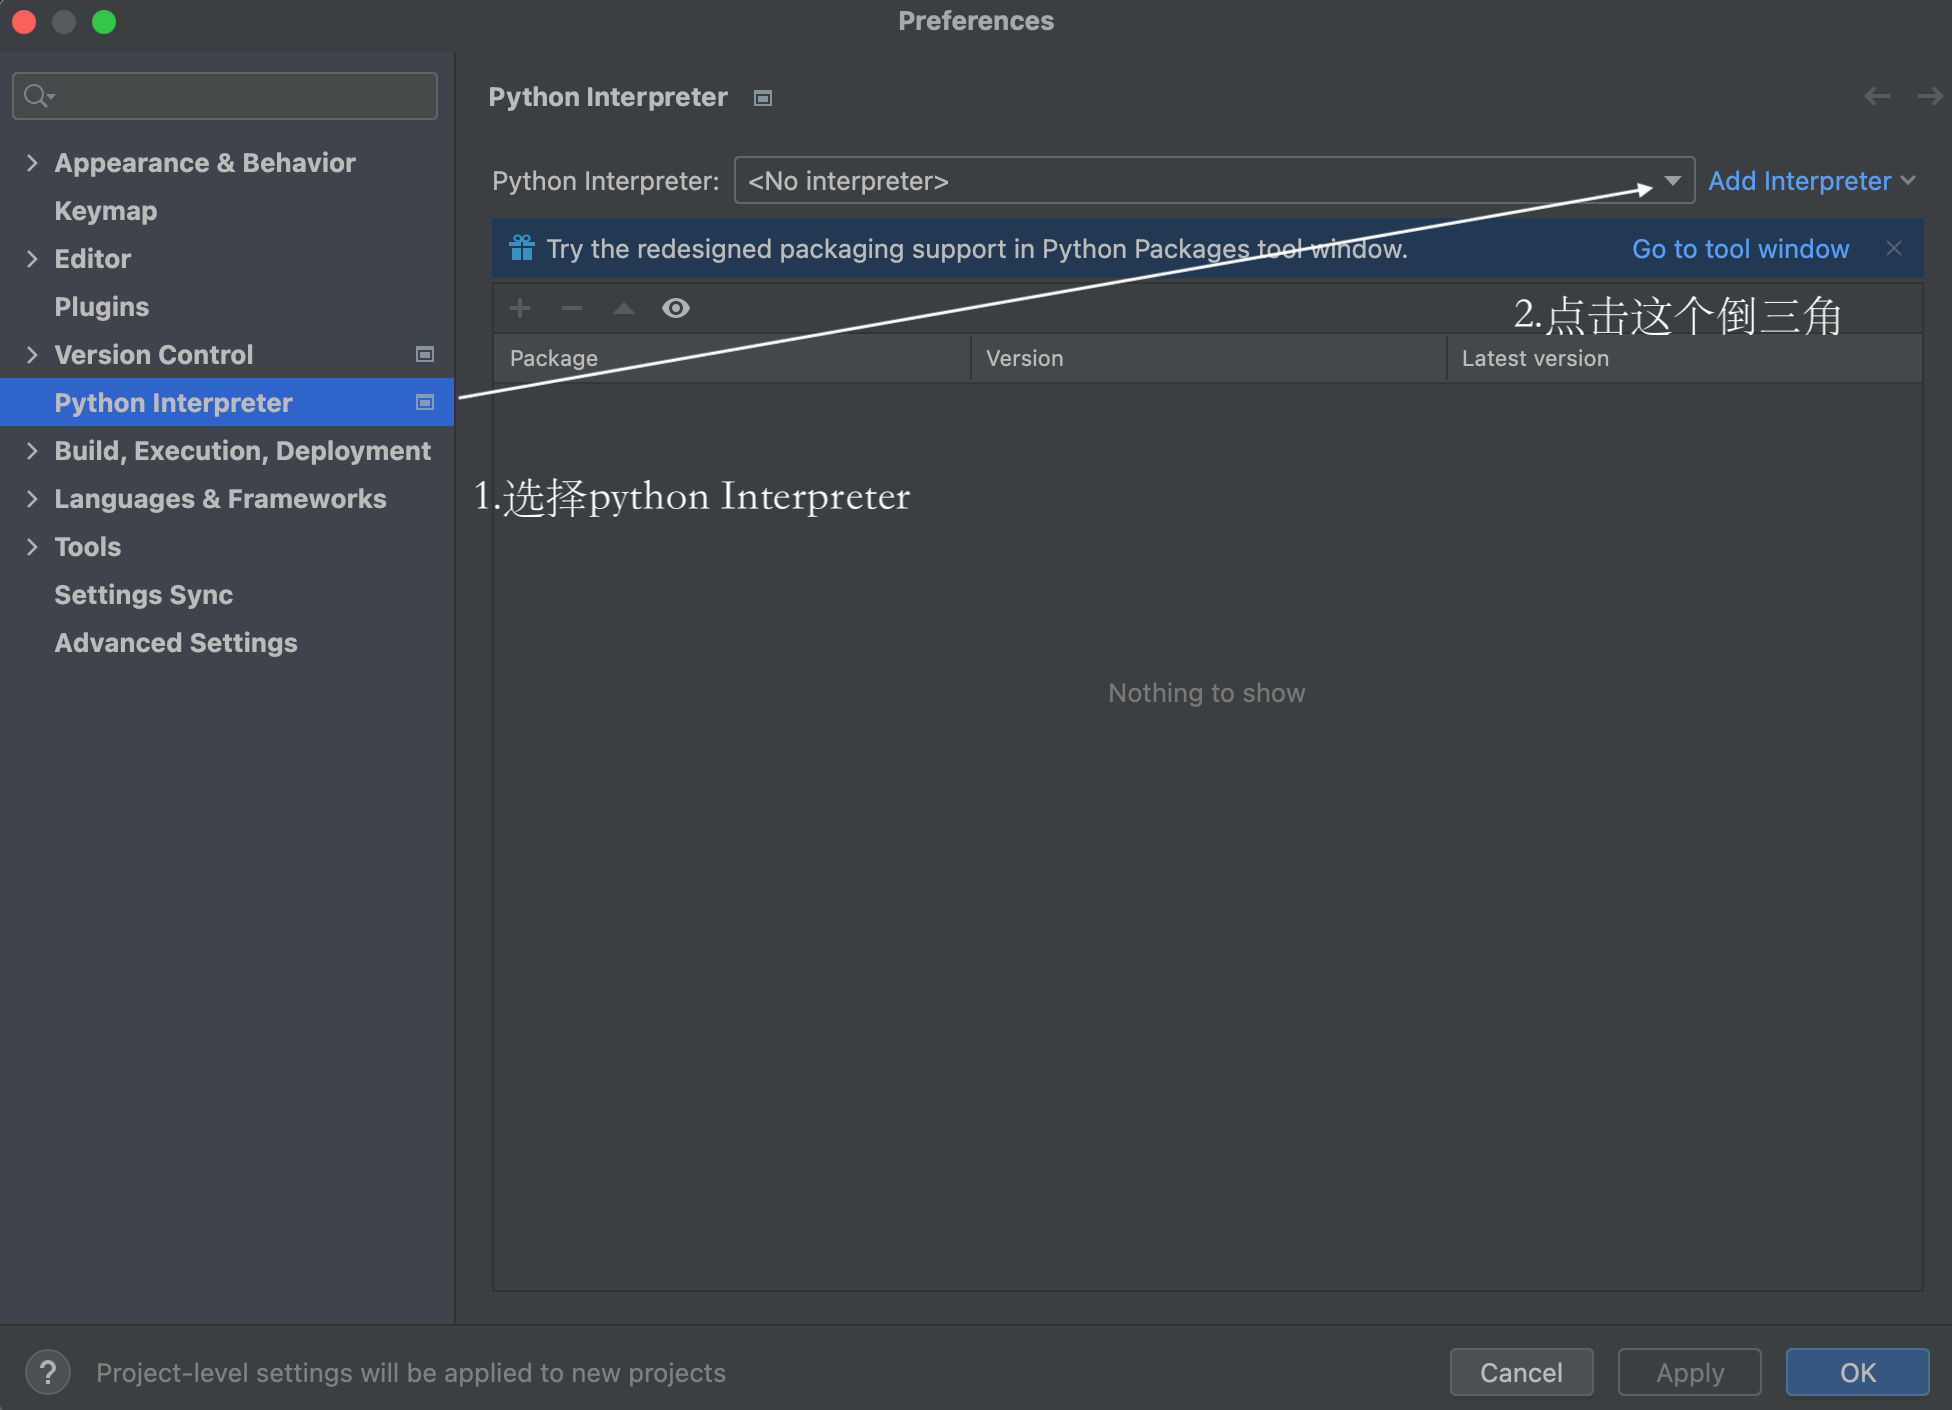 Preferences
Appearance & Behavior
Keymap
Editor
Plugins
Version Control
Python Interpreter
Build, Execution, Deployment
Languages & Frameworks
Tools
Settings Sync
Advanced Settings
Python Interpreter
Python Interpreter: <No interpreter> Add Interpreter
Try the redesigned packaging support in Python Packages tool window. Go to tool window
2.点击这个倒三角
Package Version Latest version
1.选择python Interpreter
Nothing to show
? Project-level settings will be applied to new projects
Cancel Apply OK